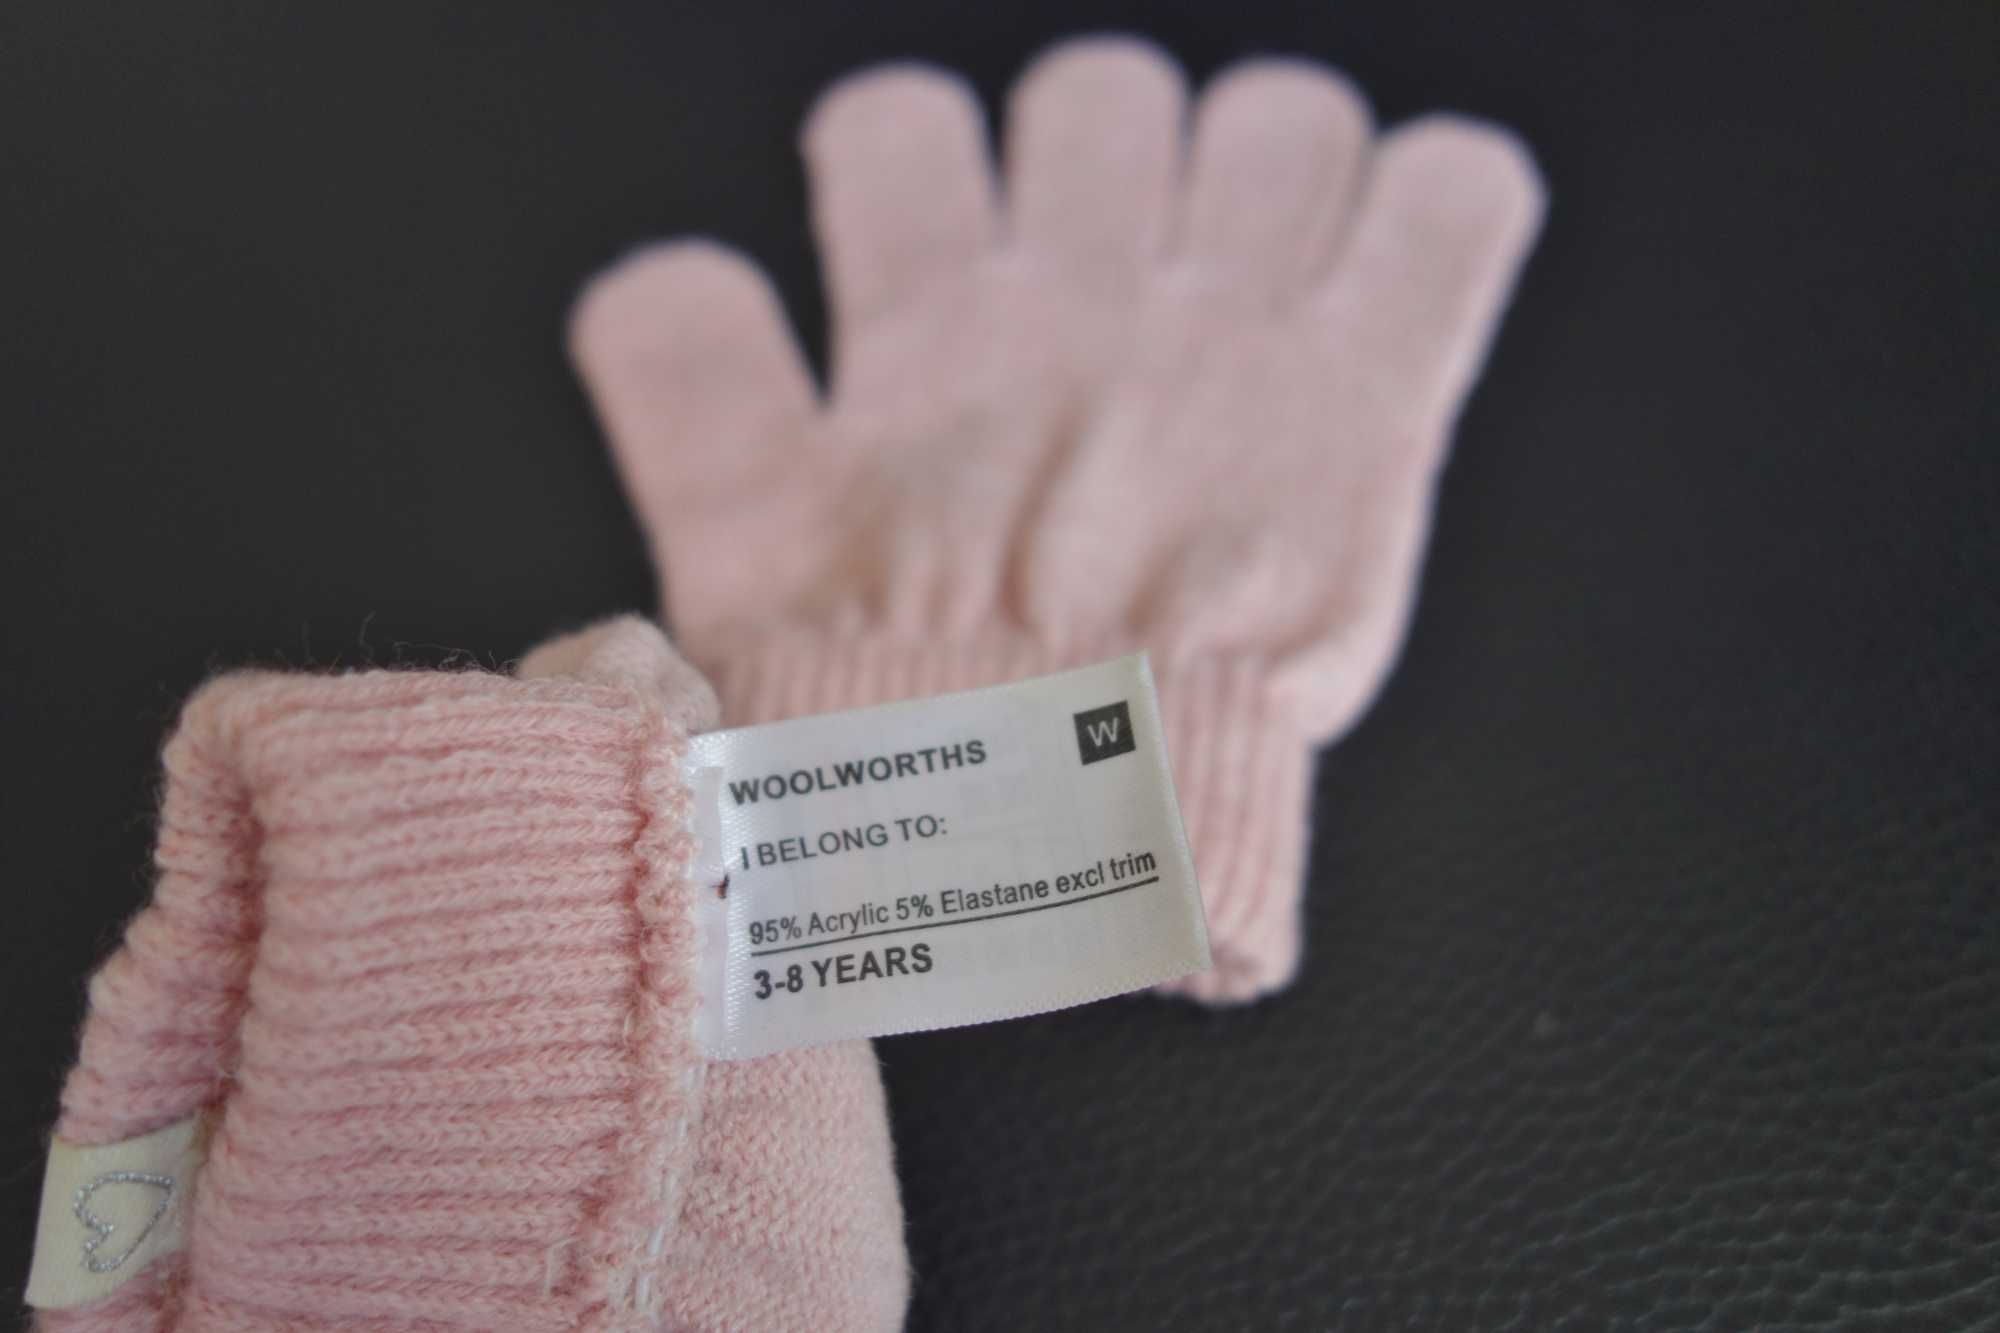 WOOLWORTHS
W
I BELONG TO:
95% Acrylic 5% Elastane excl trim
3-8 YEARS